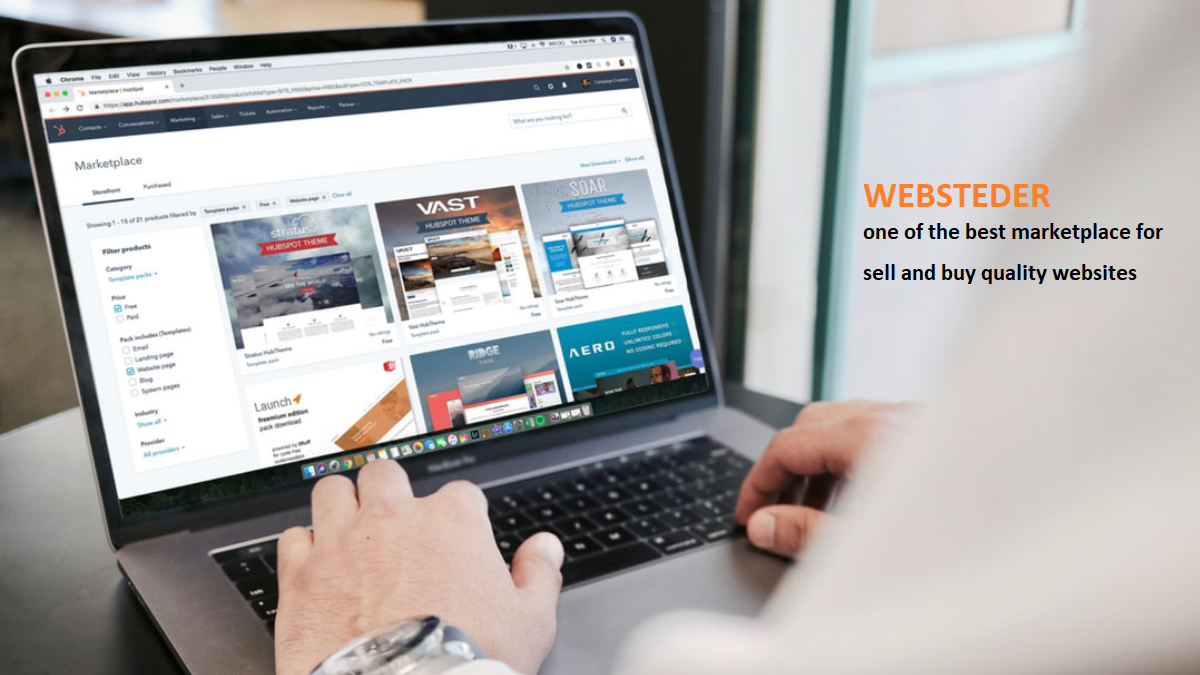 Chrome File Edit View History Bookmarks People Window Help
Marketplace | HubSpot
Contacts Conversations Marketing Sales Tickets Automation Reports Partner
What are you looking for?
Marketplace
Storefront Purchased
Most Downloaded Show all
Showing 1 - 15 of 21 products filtered by Template packs Free Website page Clear all
Filter products
Category
Template packs
Price
Free
Paid
Pack includes (Templates)
Email
Landing page
Website page
Blog
System pages
Industry
Show all
Provider
All providers
stratus
HUBSPOT THEME
SEE THE WORLD
Stratus HubTheme
Template pack
No ratings
Free
VAST
HUBSPOT THEME
VAST
Vast HubTheme
Template pack
No ratings
Free
SOAR
HUBSPOT THEME
Soar HubTheme
Template pack
No ratings
Free
Launch
freemium edition
pack download
RIDGE
THEME
AERO
FULLY RESPONSIVE
UNLIMITED COLORS
NO CODING REQUIRED
WEBSTEDER
one of the best marketplace for
sell and buy quality websites